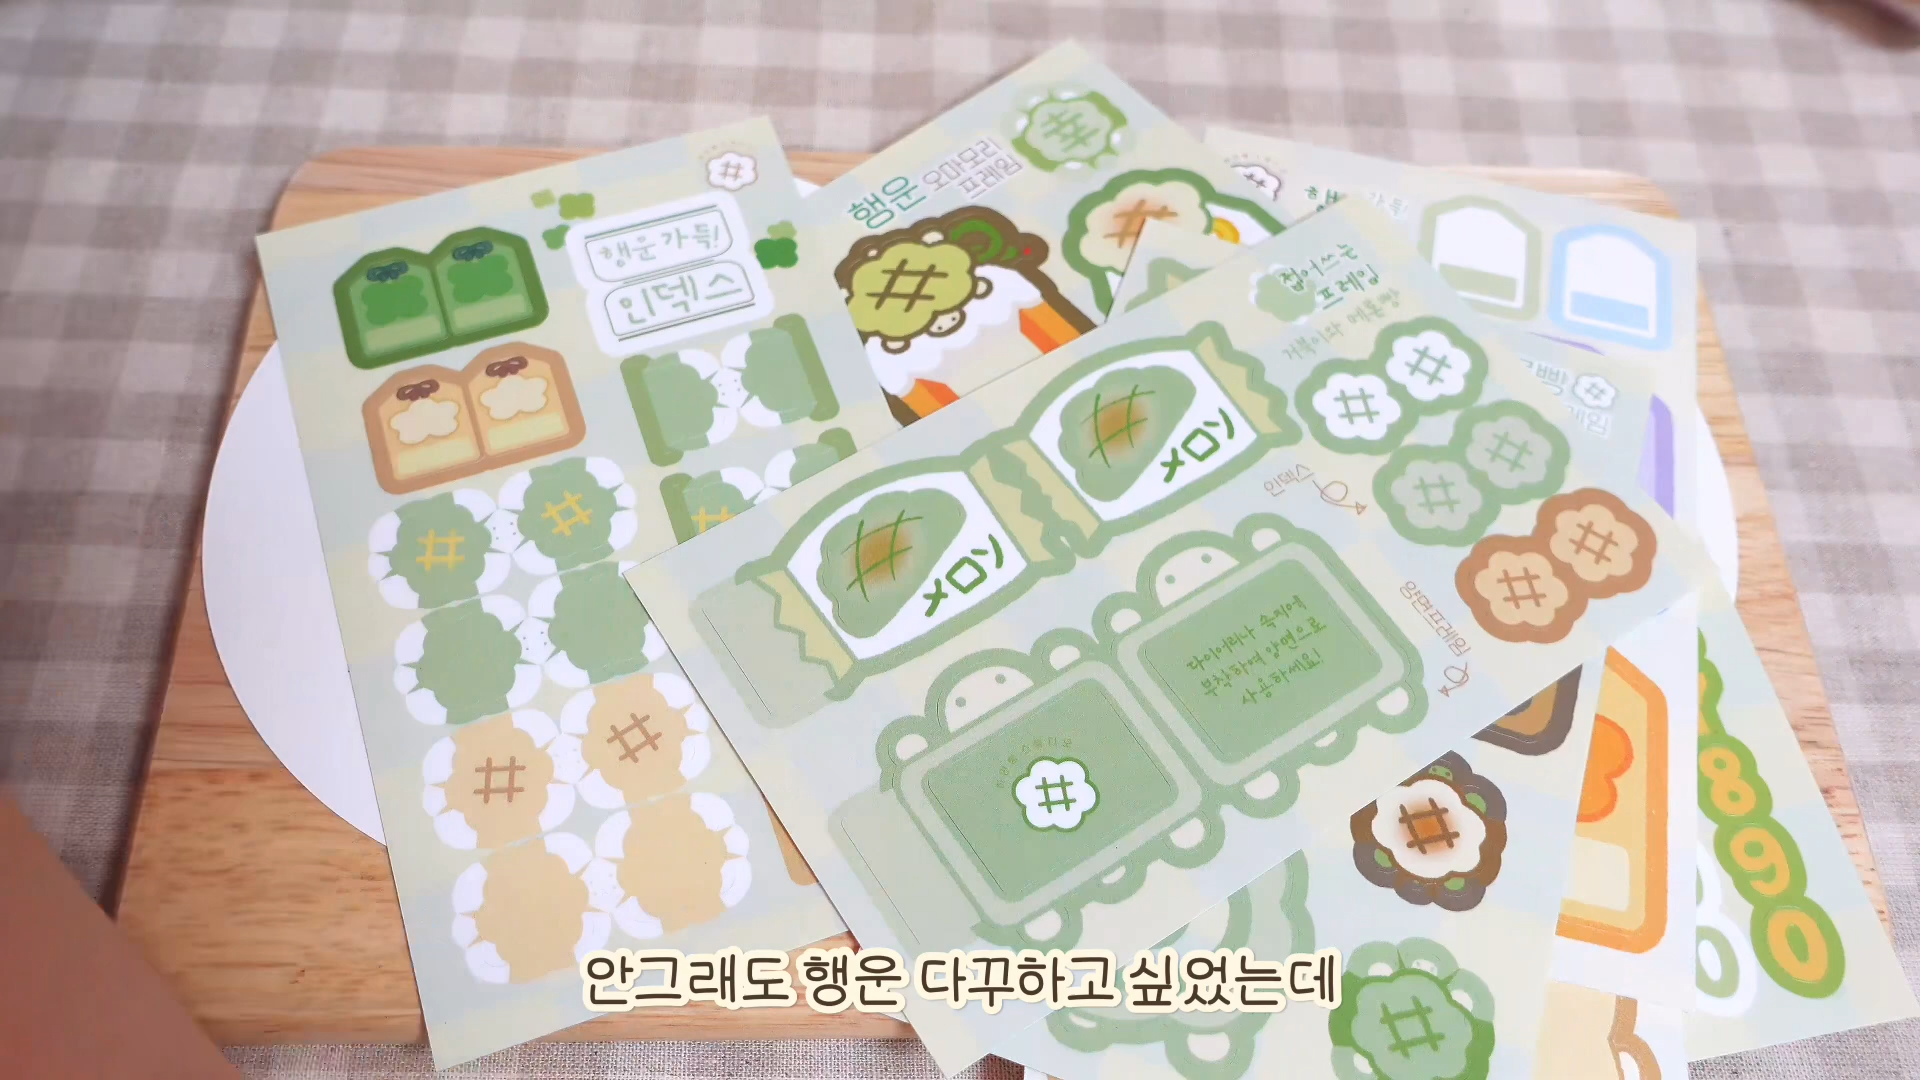 행운가득!
인덱스
행운 오마모리
프레임
접어쓰는
프레임
거북이와 메론빵
メロン
メロン
인덱스
양면프레임
다이어리나 속지에
부착하여 양면으로
사용하세요!
890
안그래도 행운 다꾸하고 싶었는데